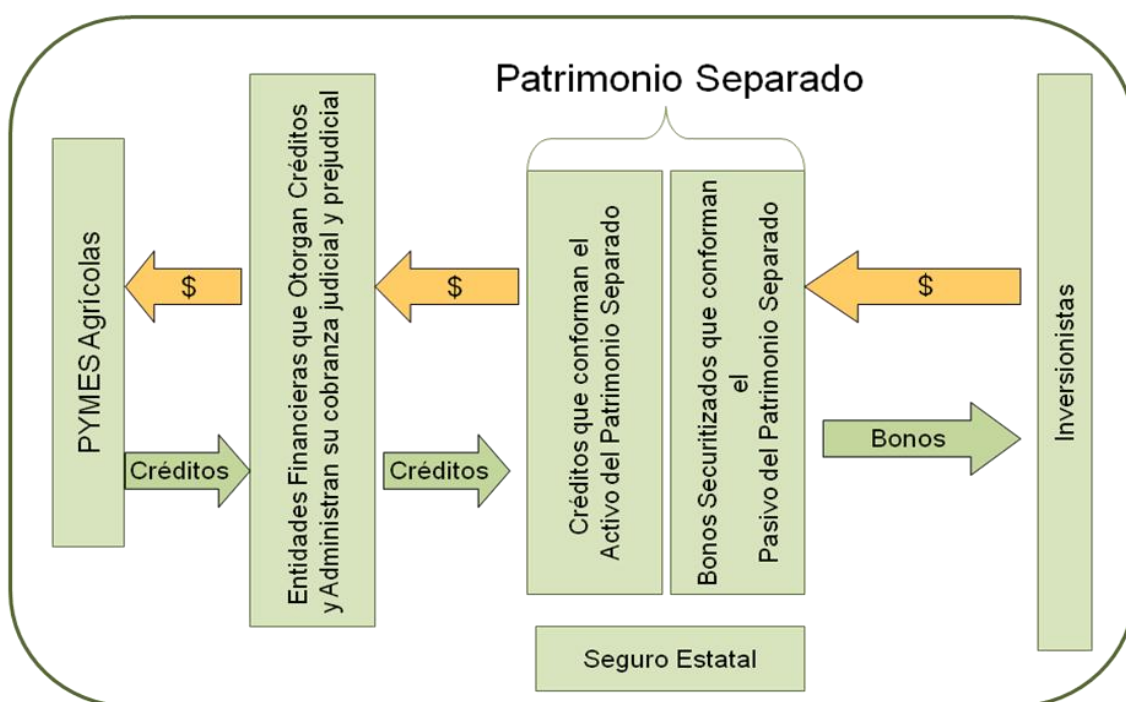 Patrimonio Separado
PYMES Agrícolas
$
Créditos
Entidades Financieras que Otorgan Créditos
y Administran su cobranza judicial y prejudicial
$
Créditos
Créditos que conforman el
Activo del Patrimonio Separado
Bonos Securitizados que conforman
el
Pasivo del Patrimonio Separado
$
Bonos
Inversionistas
Seguro Estatal